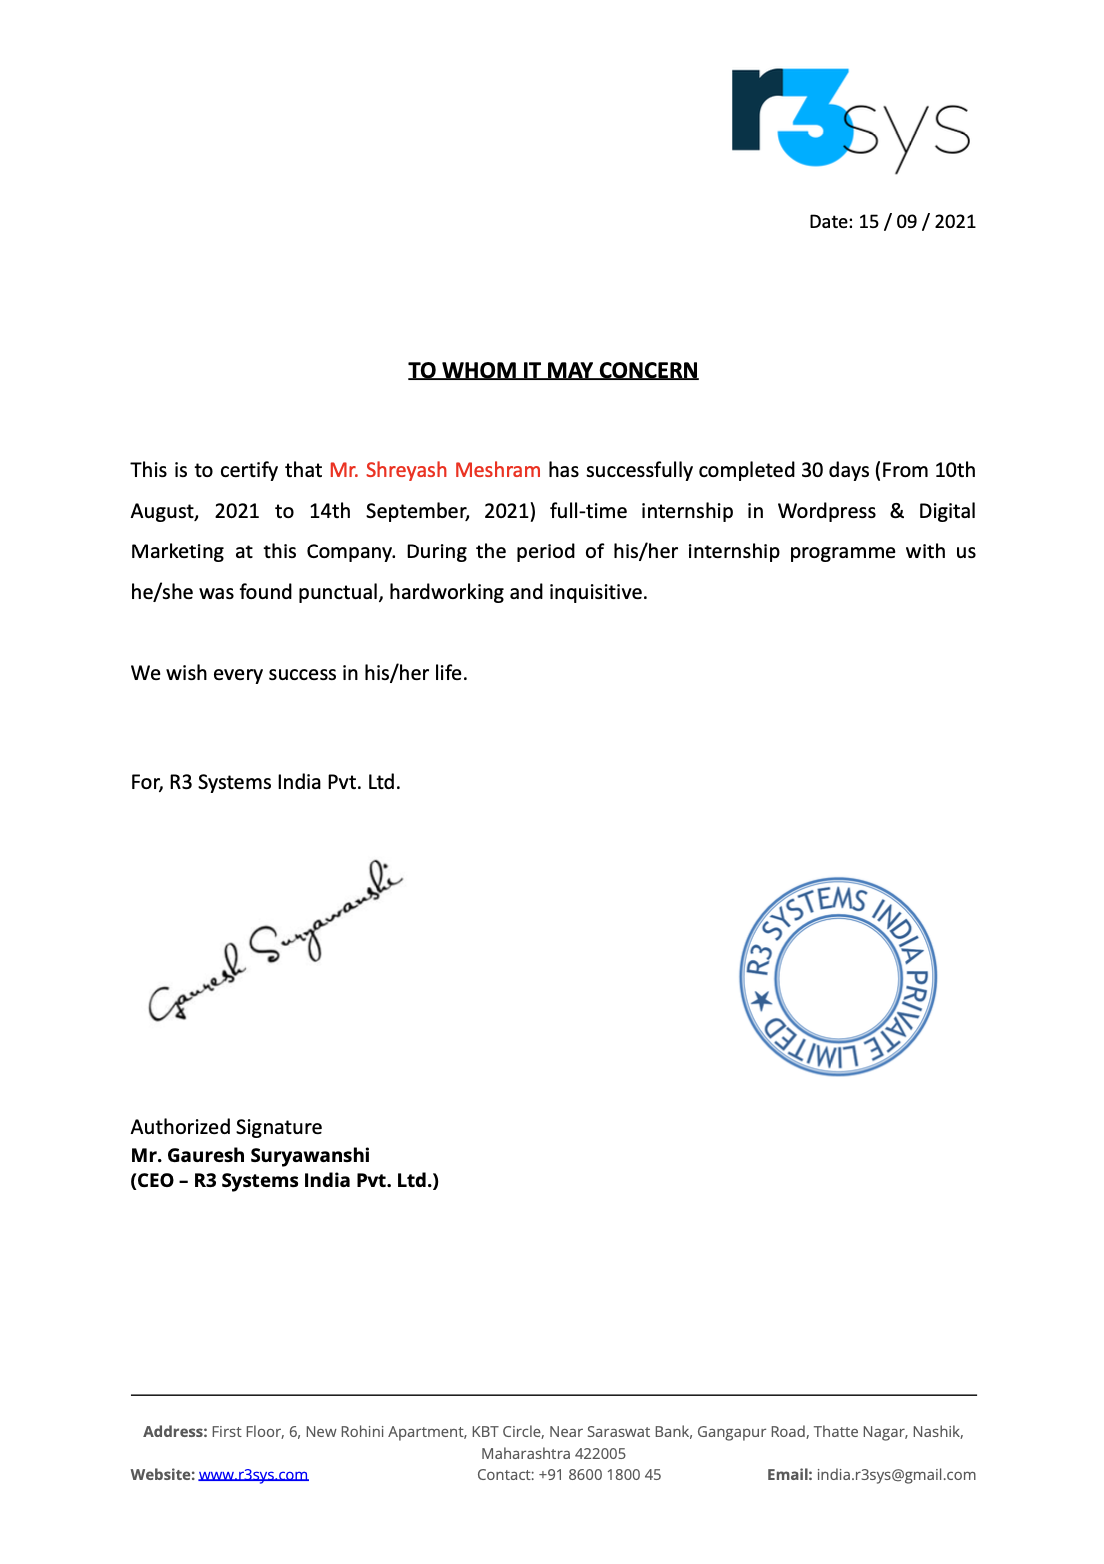 r3sys
Date: 15 / 09 / 2021
TO WHOM IT MAY CONCERN
This is to certify that Mr. Shreyash Meshram has successfully completed 30 days (From 10th
August, 2021 to 14th September, 2021) full-time internship in Wordpress & Digital
Marketing at this Company. During the period of his/her internship programme with us
he/she was found punctual, hardworking and inquisitive.
We wish every success in his/her life.
For, R3 Systems India Pvt. Ltd.
Gauresh Suryawanshi
★ R3 SYSTEMS INDIA PRIVATE LIMITED
Authorized Signature
Mr. Gauresh Suryawanshi
(CEO – R3 Systems India Pvt. Ltd.)
Address: First Floor, 6, New Rohini Apartment, KBT Circle, Near Saraswat Bank, Gangapur Road, Thatte Nagar, Nashik,
Maharashtra 422005
Website: www.r3sys.com Contact: +91 8600 1800 45 Email: india.r3sys@gmail.com